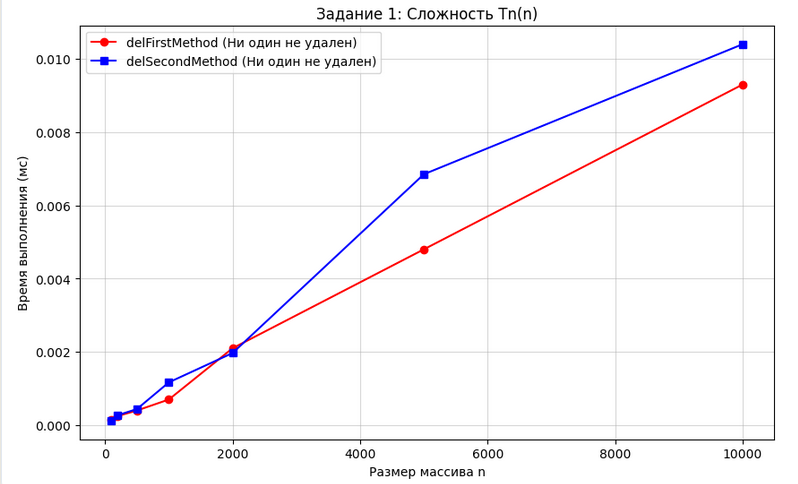 Задание 1: Сложность Tn(n)
delFirstMethod (Ни один не удален)
delSecondMethod (Ни один не удален)
Время выполнения (мс)
0.010
0.008
0.006
0.004
0.002
0.000
0 2000 4000 6000 8000 10000
Размер массива n